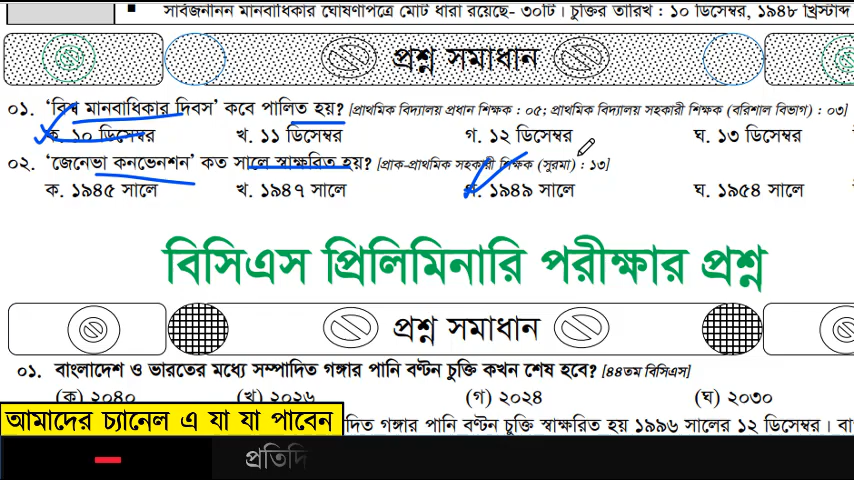 ■ সার্বজনীনন মানবাধিকার ঘোষণাপত্রে মোট ধারা রয়েছে- ৩০টি। চুক্তির তারিখ : ১০ ডিসেম্বর, ১৯৪৮ খ্রিস্টাব্দ
প্রশ্ন সমাধান
০১. ‘বিশ্ব মানবাধিকার দিবস’ কবে পালিত হয়? [প্রাথমিক বিদ্যালয় প্রধান শিক্ষক : ০৫; প্রাথমিক বিদ্যালয় সহকারী শিক্ষক (বরিশাল বিভাগ) : ০৩]
ক. ১০ ডিসেম্বর খ. ১১ ডিসেম্বর গ. ১২ ডিসেম্বর ঘ. ১৩ ডিসেম্বর
০২. ‘জেনেভা কনভেনশন’ কত সালে স্বাক্ষরিত হয়? [প্রাক-প্রাথমিক সহকারী শিক্ষক (সুরমা) : ১৩]
ক. ১৯৪৫ সালে খ. ১৯৪৭ সালে গ. ১৯৪৯ সালে ঘ. ১৯৫৪ সালে
বিসিএস প্রিলিমিনারি পরীক্ষার প্রশ্ন
প্রশ্ন সমাধান
০১. বাংলাদেশ ও ভারতের মধ্যে সম্পাদিত গঙ্গার পানি বণ্টন চুক্তি কখন শেষ হবে? [৪৪তম বিসিএস]
(ক) ২০৪০ (খ) ২০২৬ (গ) ২০২৪ (ঘ) ২০৩০
দিত গঙ্গার পানি বণ্টন চুক্তি স্বাক্ষরিত হয় ১৯৯৬ সালের ১২ ডিসেম্বর। বা
আমাদের চ্যানেল এ যা যা পাবেন
প্রতিদি